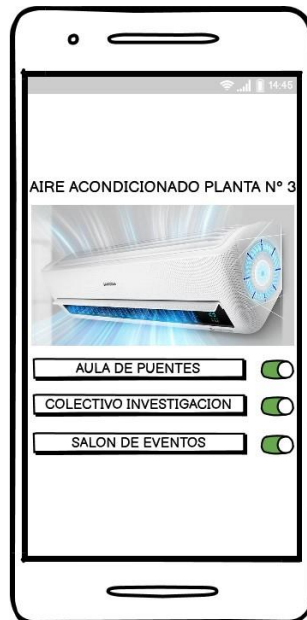 14:45
AIRE ACONDICIONADO PLANTA N° 3
AULA DE PUENTES
COLECTIVO INVESTIGACION
SALON DE EVENTOS